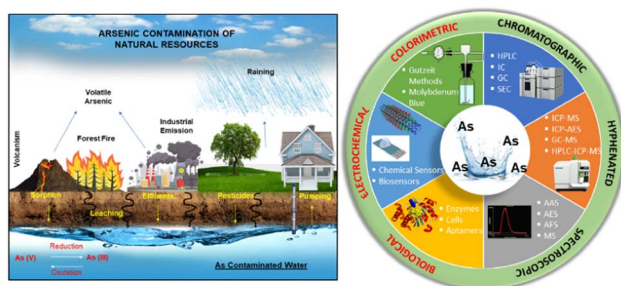 ARSENIC CONTAMINATION OF
NATURAL RESOURCES
Raining
Volatile
Arsenic
Industrial
Emission
Forest Fire
Volcanism
Sorption
Effluents
Pesticides
Pumping
Leaching
Reduction
As (V)
As (III)
Oxidation
As Contaminated Water
COLORIMETRIC
Gutzeit
Methods
Molybdenum
Blue
CHROMATOGRAPHIC
HPLC
IC
GC
SEC
HYPHENATED
ICP-MS
ICP-AES
GC-MS
HPLC-ICP-MS
SPECTROSCOPIC
AAS
AES
AFS
MS
BIOLOGICAL
Enzymes
Cells
Aptamers
ELECTROCHEMICAL
Chemical Sensors
Biosensors
As
As
As
As
As